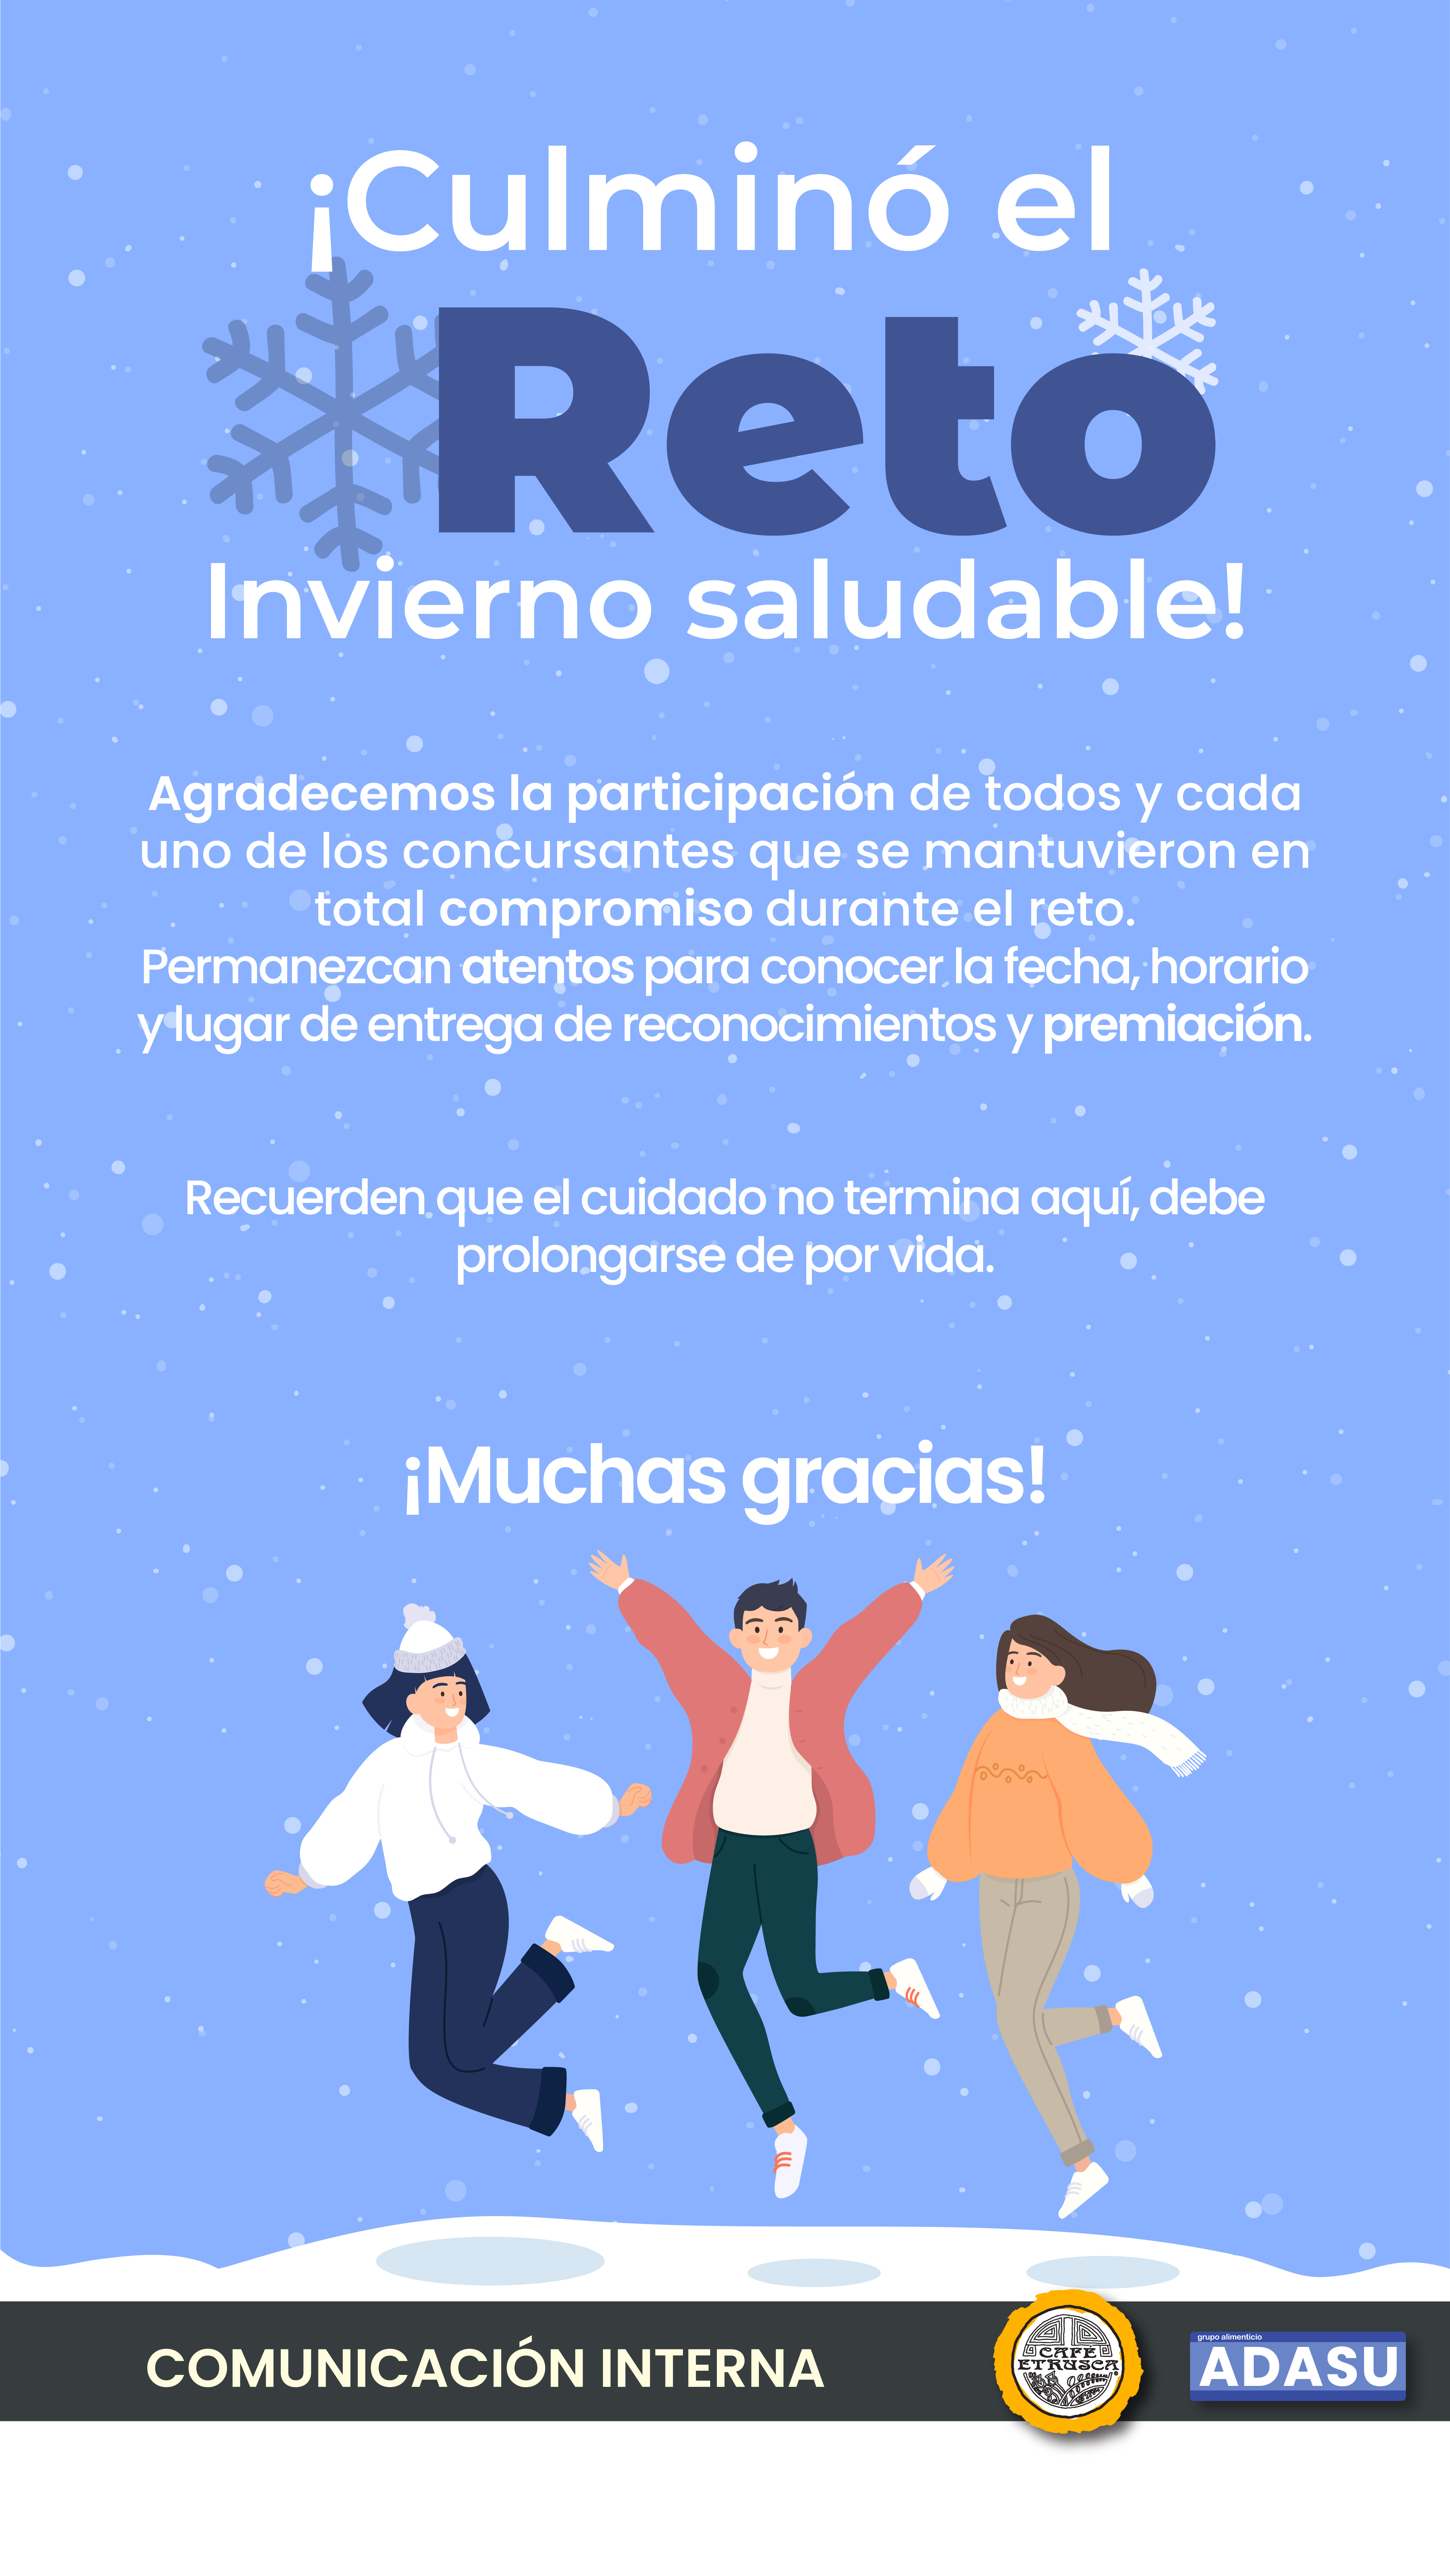 ¡Culminó el
Reto
Invierno saludable!
Agradecemos la participación de todos y cada
uno de los concursantes que se mantuvieron en
total compromiso durante el reto.
Permanezcan atentos para conocer la fecha, horario
y lugar de entrega de reconocimientos y premiación.
Recuerden que el cuidado no termina aquí, debe
prolongarse de por vida.
¡Muchas gracias!
COMUNICACIÓN INTERNA
CAFÉ
ETRUSCA
grupo alimenticio
ADASU